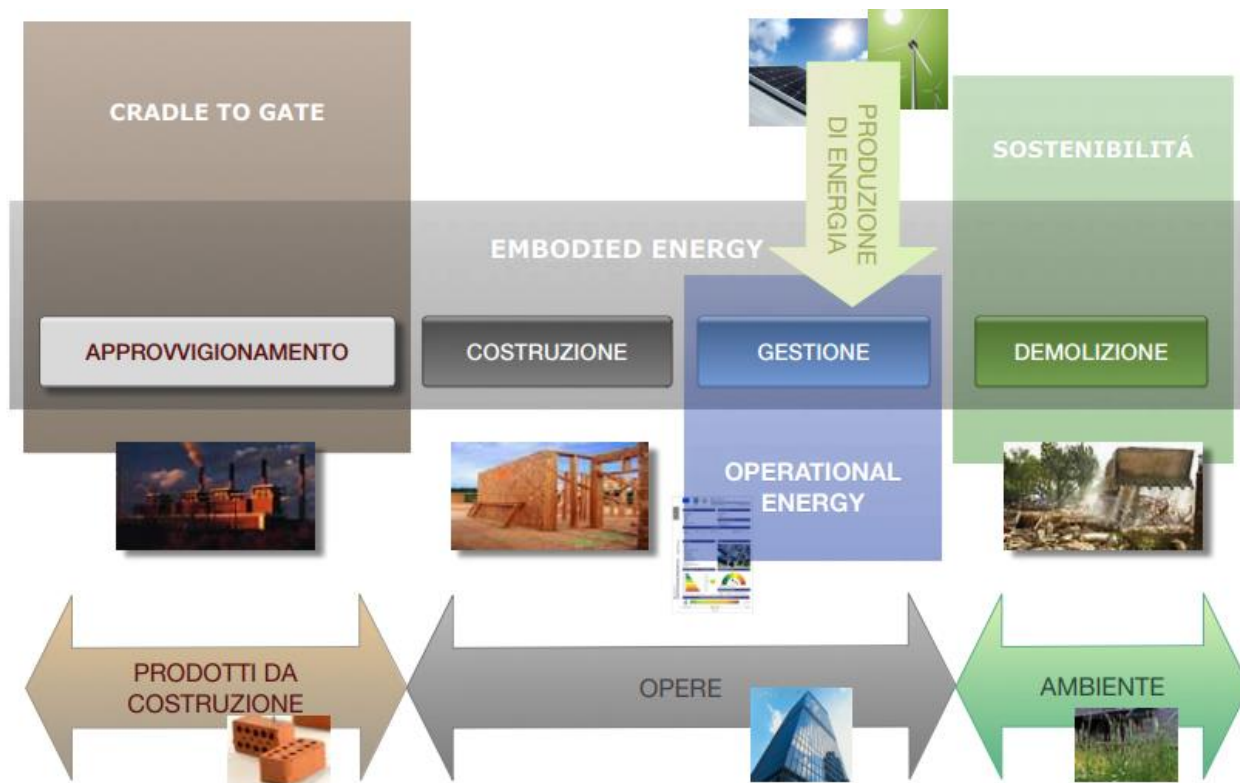 CRADLE TO GATE
PRODUZIONE
DI ENERGIA
SOSTENIBILITÁ
EMBODIED ENERGY
APPROVVIGIONAMENTO
COSTRUZIONE
GESTIONE
DEMOLIZIONE
OPERATIONAL
ENERGY
PRODOTTI DA
COSTRUZIONE
OPERE
AMBIENTE